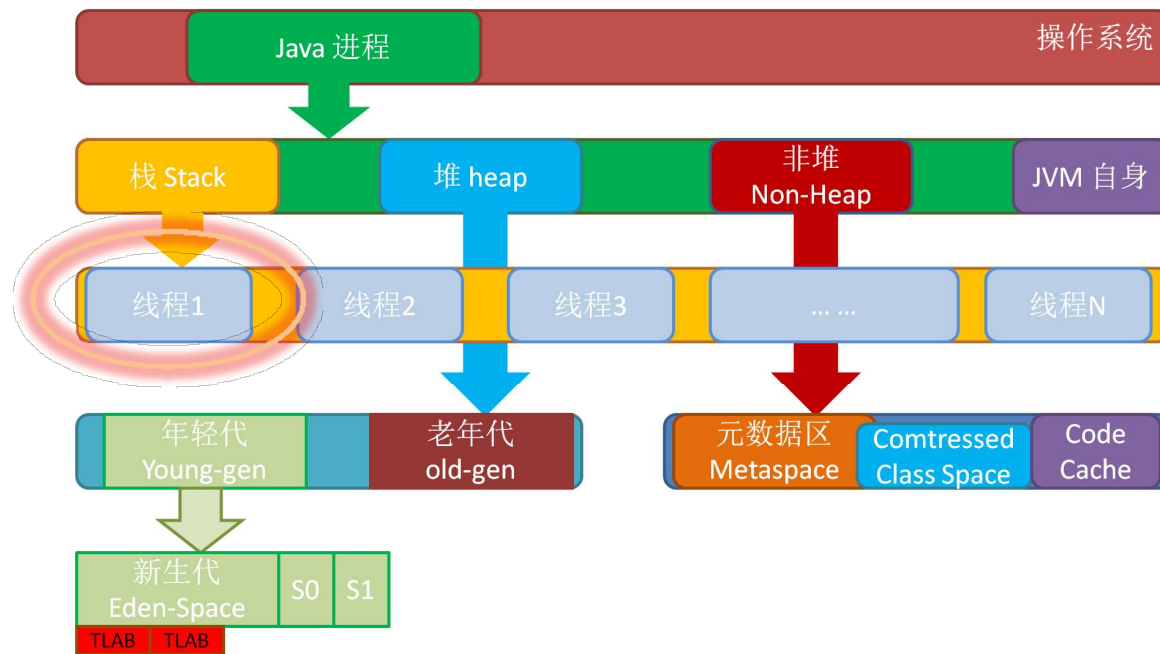 Java 进程
操作系统
栈 Stack
堆 heap
非堆
Non-Heap
JVM 自身
线程1
线程2
线程3
... ...
线程N
年轻代
Young-gen
老年代
old-gen
元数据区
Metaspace
Comtressed
Class Space
Code
Cache
新生代
Eden-Space
S0
S1
TLAB
TLAB